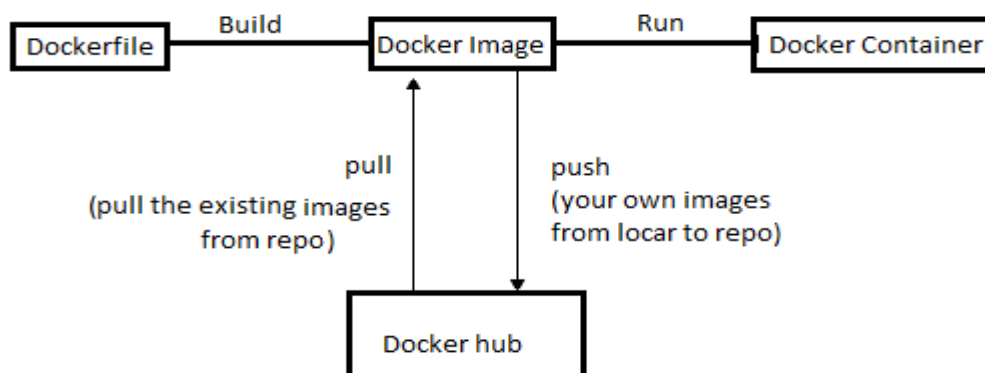 Build
Run
Dockerfile
Docker Image
Docker Container
pull
(pull the existing images
from repo)
push
(your own images
from locar to repo)
Docker hub